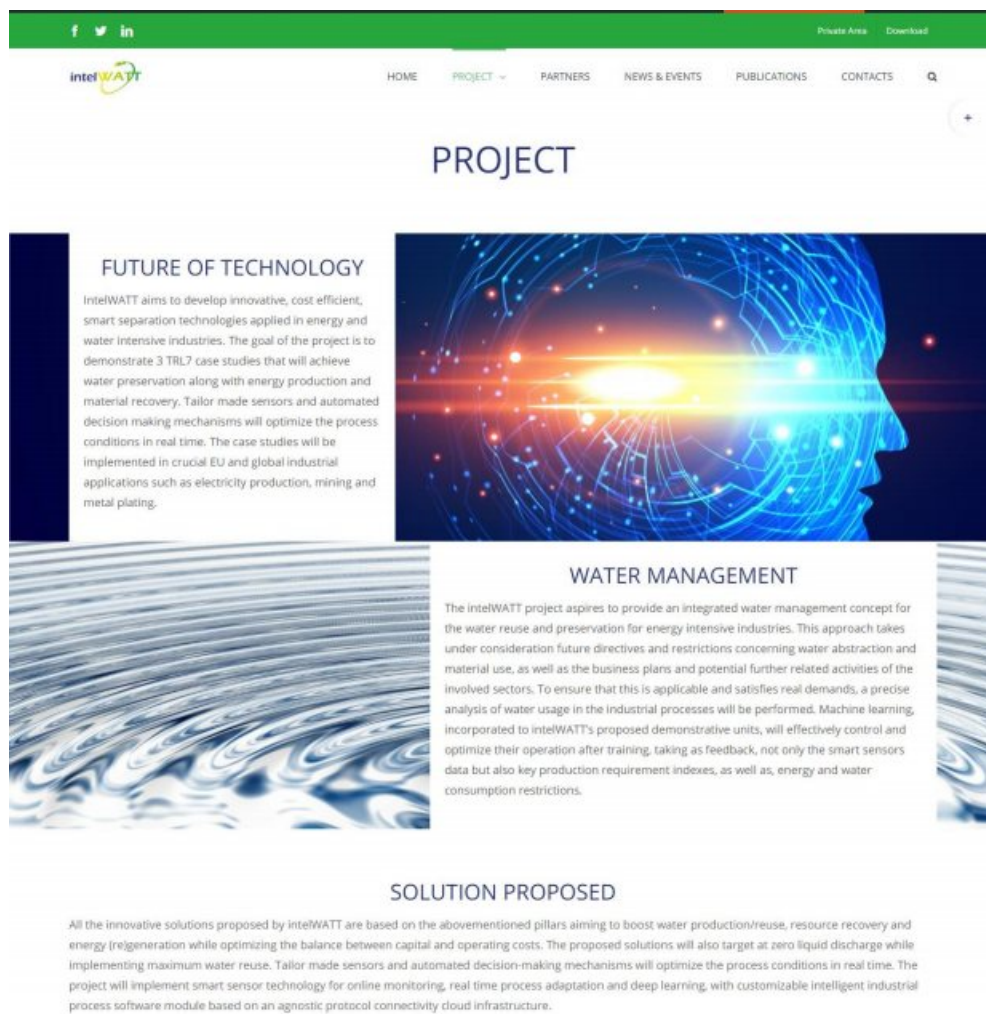 Private Area Download
intelWATT
HOME PROJECT PARTNERS NEWS & EVENTS PUBLICATIONS CONTACTS
PROJECT
FUTURE OF TECHNOLOGY
IntelWATT aims to develop innovative, cost efficient,
smart separation technologies applied in energy and
water intensive industries. The goal of the project is to
demonstrate 3 TRL7 case studies that will achieve
water preservation along with energy production and
material recovery. Tailor made sensors and automated
decision making mechanisms will optimize the process
conditions in real time. The case studies will be
implemented in crucial EU and global industrial
applications such as electricity production, mining and
metal plating.
WATER MANAGEMENT
The intelWATT project aspires to provide an integrated water management concept for
the water reuse and preservation for energy intensive industries. This approach takes
under consideration future directives and restrictions concerning water abstraction and
material use, as well as the business plans and potential further related activities of the
involved sectors. To ensure that this is applicable and satisfies real demands, a precise
analysis of water usage in the industrial processes will be performed. Machine learning,
incorporated to intelWATT's proposed demonstrative units, will effectively control and
optimize their operation after training, taking as feedback, not only the smart sensors
data but also key production requirement indexes, as well as, energy and water
consumption restrictions.
SOLUTION PROPOSED
All the innovative solutions proposed by intelWATT are based on the abovementioned pillars aiming to boost water production/reuse, resource recovery and
energy (re)generation while optimizing the balance between capital and operating costs. The proposed solutions will also target at zero liquid discharge while
implementing maximum water reuse. Tailor made sensors and automated decision-making mechanisms will optimize the process conditions in real time. The
project will implement smart sensor technology for online monitoring, real time process adaptation and deep learning, with customizable intelligent industrial
process software module based on an agnostic protocol connectivity cloud infrastructure.